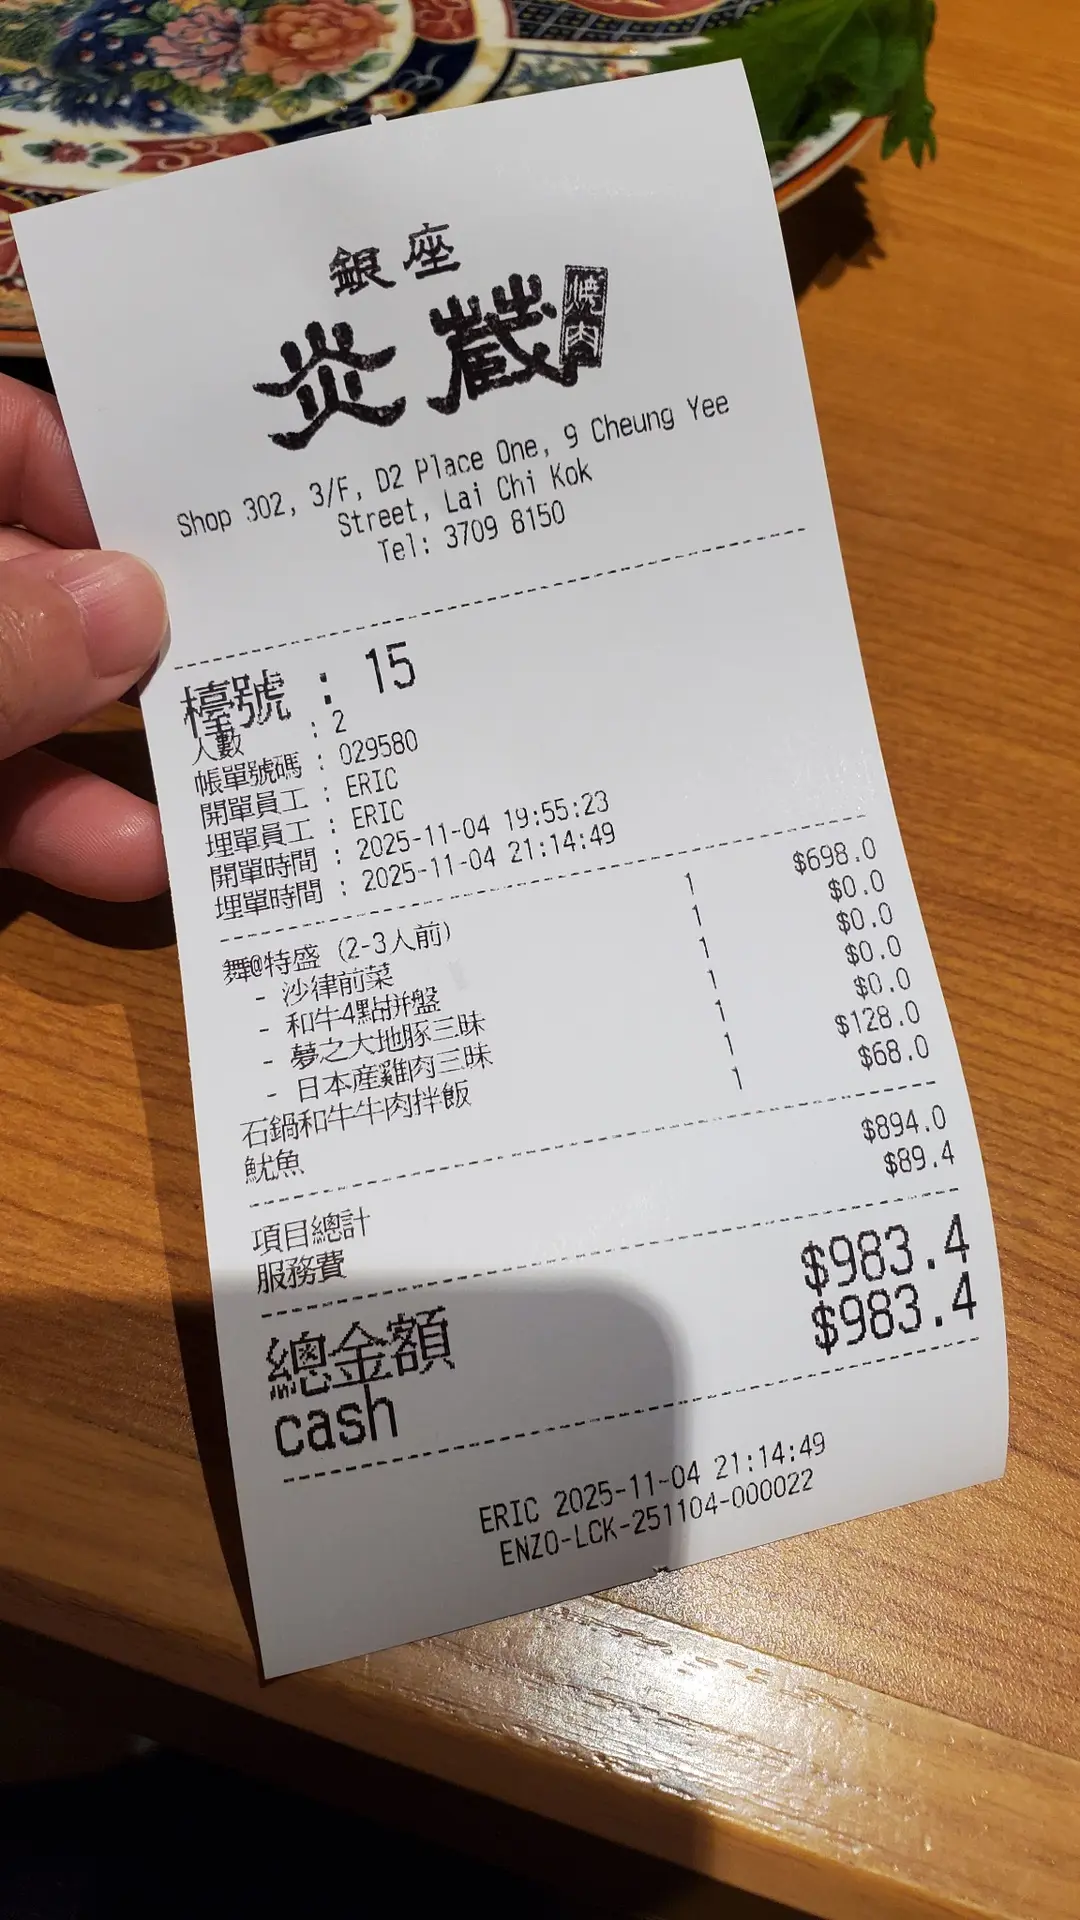 銀座
炎蔵 焼肉
Shop 302, 3/F, D2 Place One, 9 Cheung Yee
Street, Lai Chi Kok
Tel: 3709 8150
檯號 : 15
人數 : 2
帳單號碼 : 029580
開單員工 : ERIC
埋單員工 : ERIC
開單時間 : 2025-11-04 19:55:23
埋單時間 : 2025-11-04 21:14:49
舞@特盛 (2-3人前) 1 $698.0
- 沙律前菜 1 $0.0
- 和牛4點拼盤 1 $0.0
- 夢之大地豚三昧 1 $0.0
- 日本産雞肉三昧 1 $0.0
石鍋和牛牛肉拌飯 1 $128.0
魷魚 1 $68.0
項目總計 $894.0
服務費 $89.4
總金額 $983.4
cash $983.4
ERIC 2025-11-04 21:14:49
ENZO-LCK-251104-000022